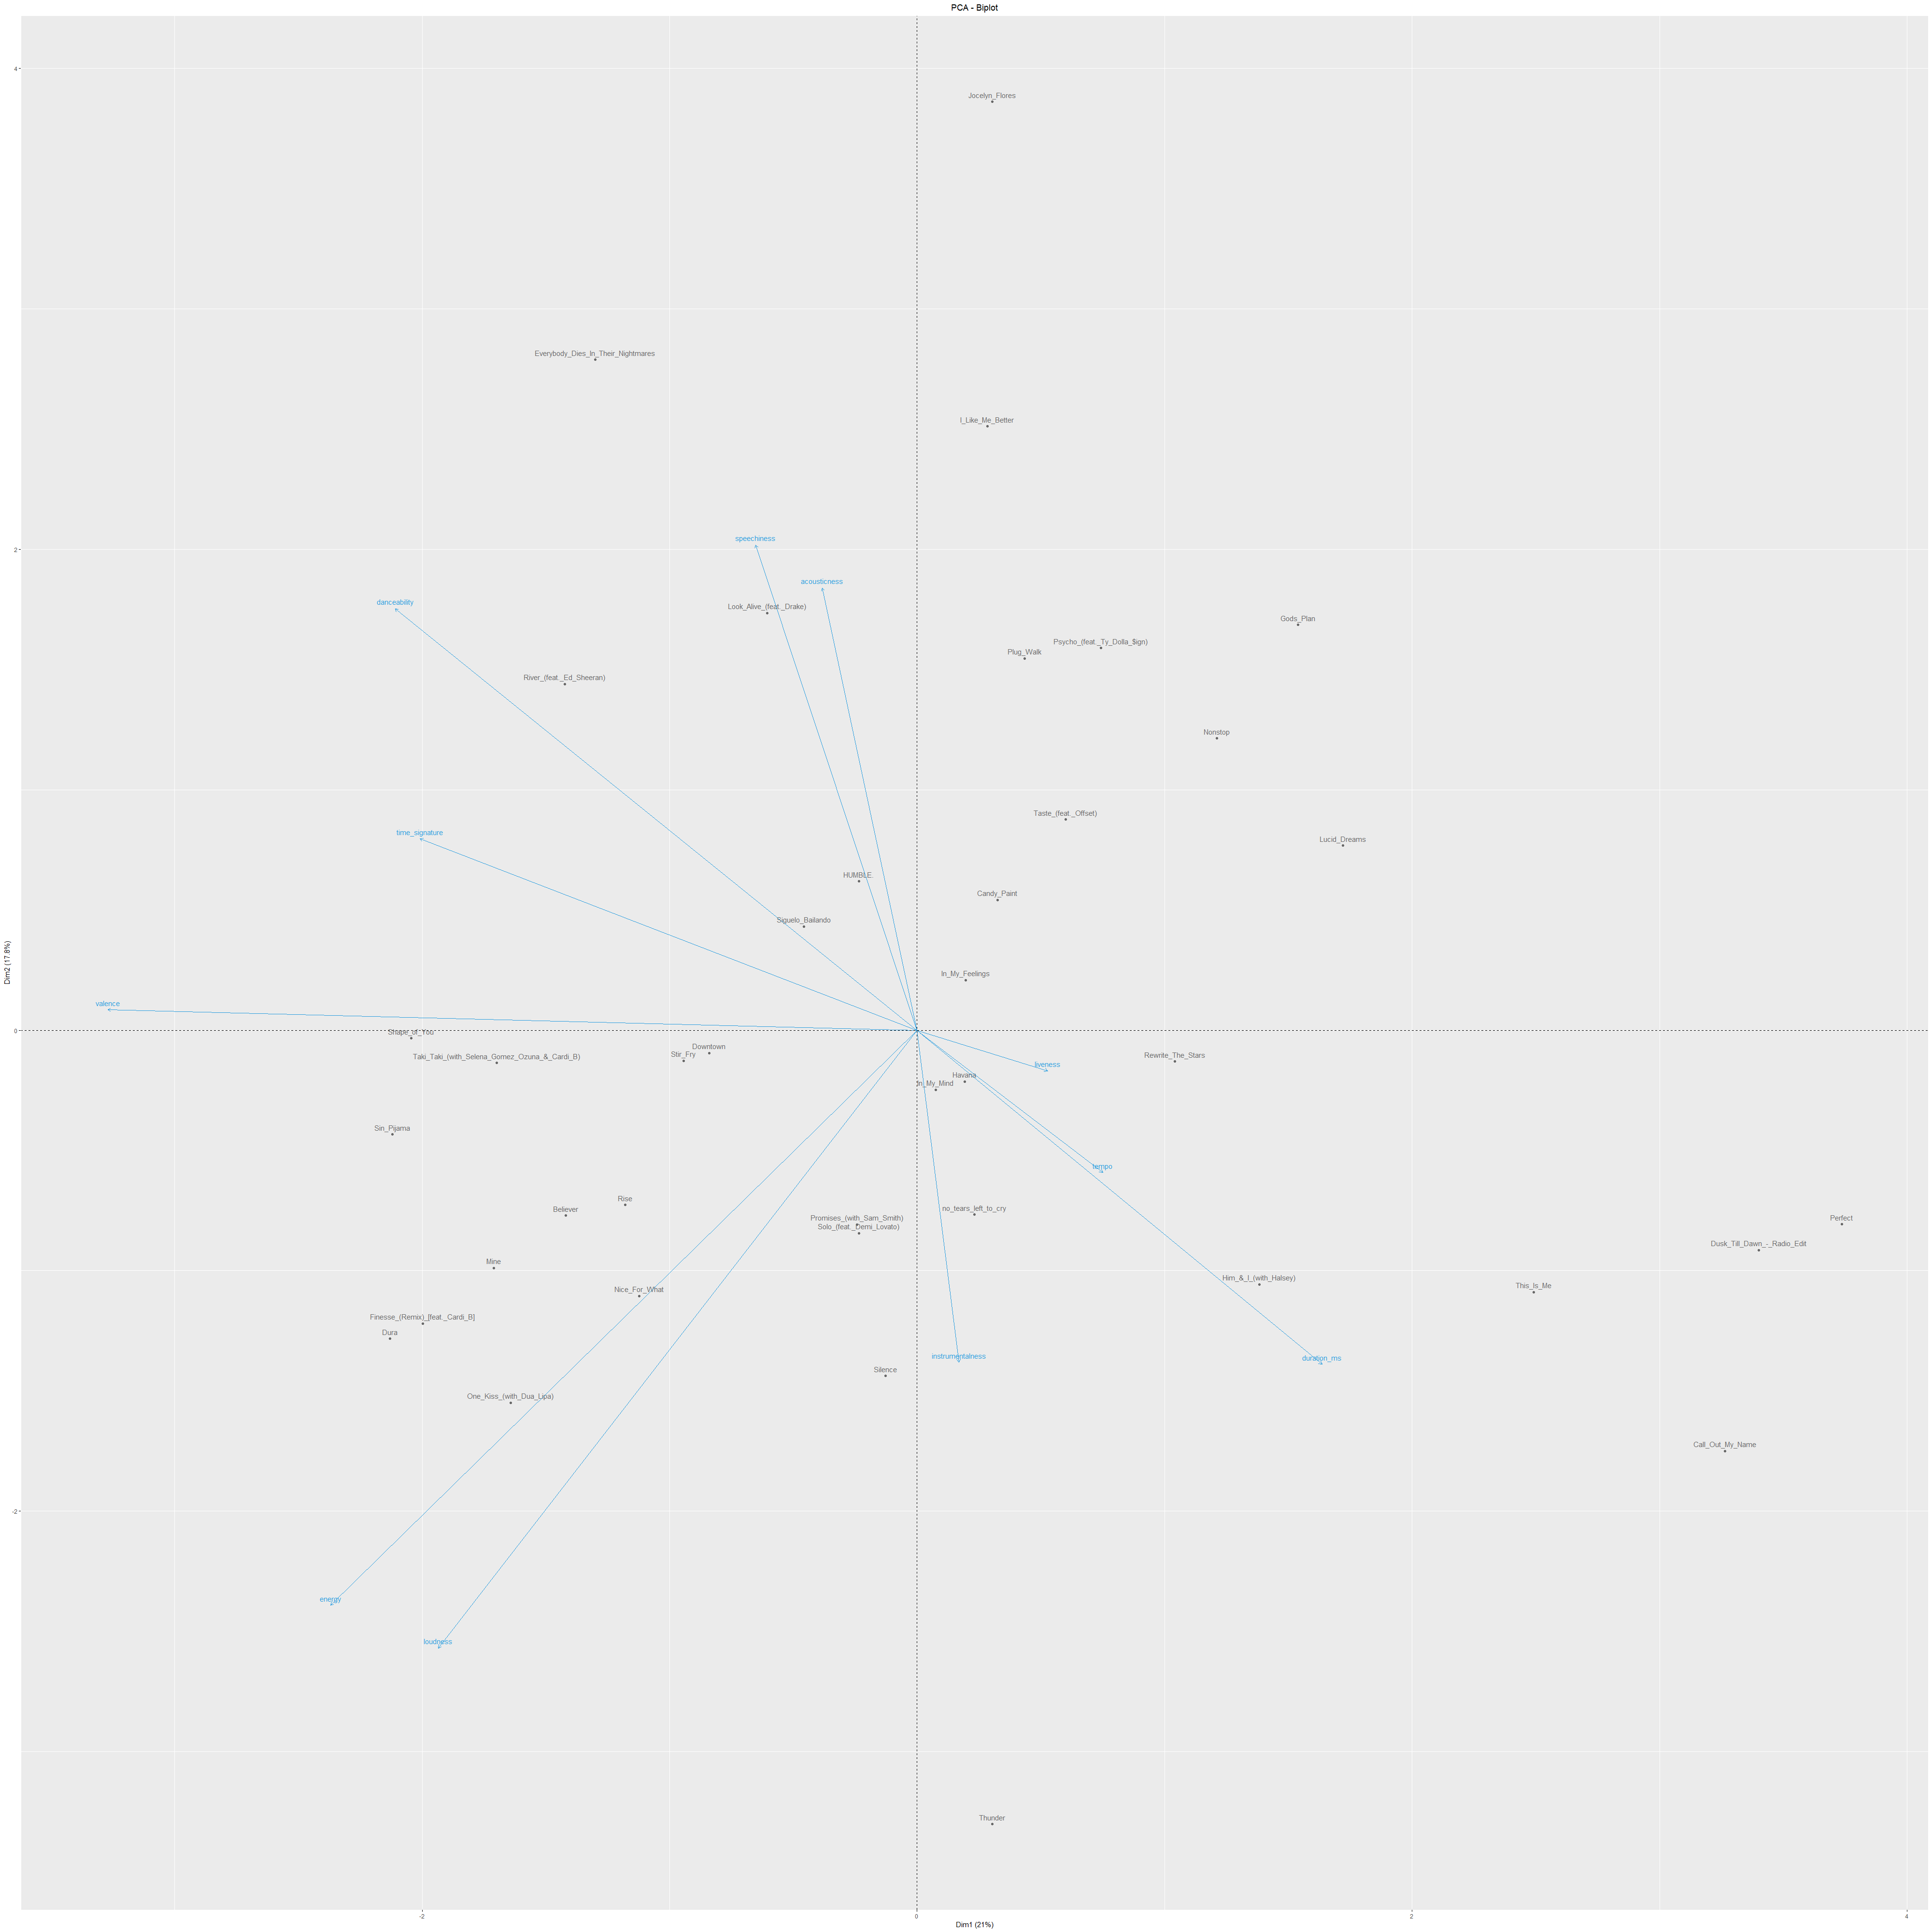 PCA - Biplot
4
Jocelyn_Flores
Everybody_Dies_In_Their_Nightmares
I_Like_Me_Better
2
speechiness
acousticness
danceability
Look_Alive_(feat._Drake)
Gods_Plan
Psycho_(feat._Ty_Dolla_$ign)
Plug_Walk
River_(feat._Ed_Sheeran)
Nonstop
Taste_(feat._Offset)
time_signature
Lucid_Dreams
HUMBLE.
Candy_Paint
Siguelo_Bailando
Dim2 (17.8%)
In_My_Feelings
valence
0
Shape_of_You
Downtown
Stir_Fry
Taki_Taki_(with_Selena_Gomez_Ozuna_&_Cardi_B)
Rewrite_The_Stars
liveness
Havana
In_My_Mind
Sin_Pijama
tempo
Rise
Believer
no_tears_left_to_cry
Promises_(with_Sam_Smith)
Solo_(feat._Demi_Lovato)
Perfect
Dusk_Till_Dawn_-_Radio_Edit
Mine
Him_&_I_(with_Halsey)
This_Is_Me
Nice_For_What
Finesse_(Remix)_[feat._Cardi_B]
Dura
instrumentalness
duration_ms
Silence
One_Kiss_(with_Dua_Lipa)
Call_Out_My_Name
-2
energy
loudness
Thunder
-2
0
2
4
Dim1 (21%)